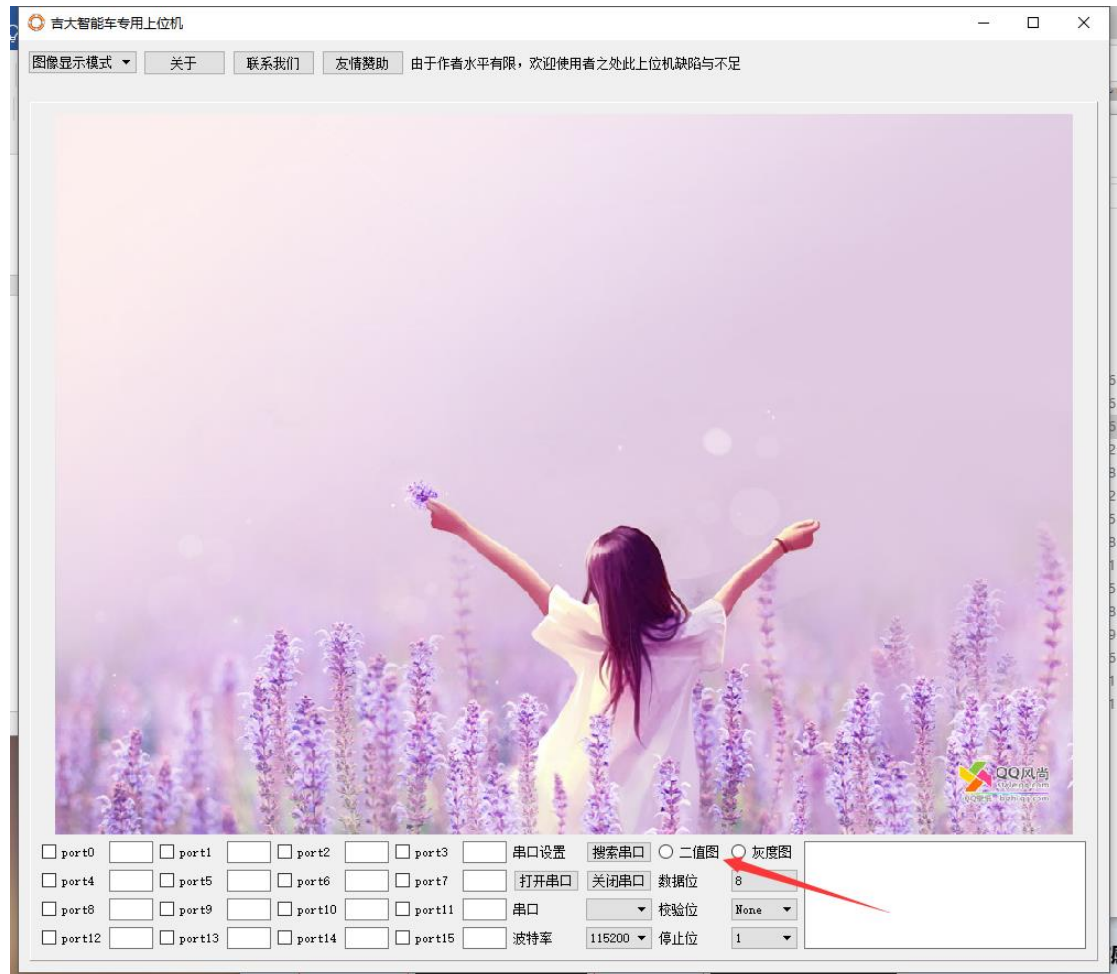 吉大智能车专用上位机
图像显示模式 关于 联系我们 友情赞助 由于作者水平有限，欢迎使用者之处此上位机缺陷与不足
QQ风尚
port0 port1 port2 port3 串口设置 搜索串口 二值图 灰度图
port4 port5 port6 port7 打开串口 关闭串口 数据位 8
port8 port9 port10 port11 串口 校验位 None
port12 port13 port14 port15 波特率 115200 停止位 1